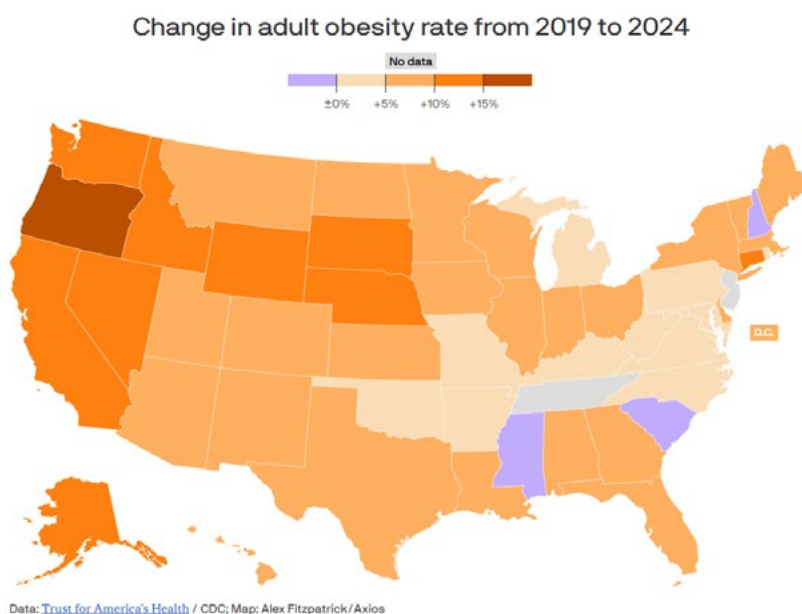 Change in adult obesity rate from 2019 to 2024
No data
±0% +5% +10% +15%
D.C.
Data: Trust for America's Health / CDC; Map: Alex Fitzpatrick/Axios